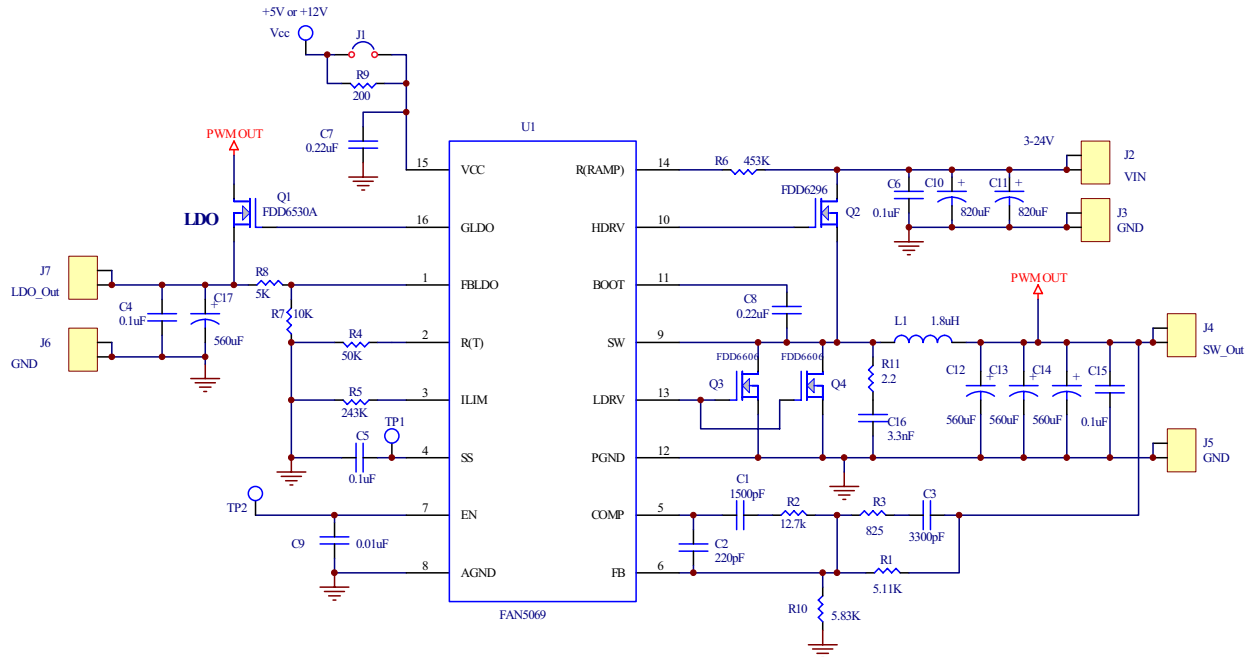 +5V or +12V
Vcc
J1
R9
200
C7
0.22uF
U1
PWM OUT
Q1
FDD6530A
LDO
J7
LDO_Out
J6
GND
C4
0.1uF
C17
+
560uF
R8
5K
R7
10K
R4
50K
R5
243K
C5
0.1uF
TP1
TP2
C9
0.01uF
15
VCC
16
GLDO
1
FBLDO
2
R(T)
3
ILIM
4
SS
7
EN
8
AGND
FAN5069
R(RAMP)
14
HDRV
10
BOOT
11
SW
9
LDRV
13
PGND
12
COMP
5
FB
6
R6
453K
FDD6296
Q2
C6
0.1uF
C10
+
820uF
C11
+
820uF
3-24V
J2
VIN
J3
GND
C8
0.22uF
PWM OUT
L1
1.8uH
FDD6606
Q3
FDD6606
Q4
R11
2.2
C16
3.3nF
C12
+
560uF
C13
+
560uF
C14
+
560uF
C15
0.1uF
J4
SW_Out
J5
GND
C1
1500pF
R2
12.7k
R3
825
C3
3300pF
C2
220pF
R1
5.11K
R10
5.83K